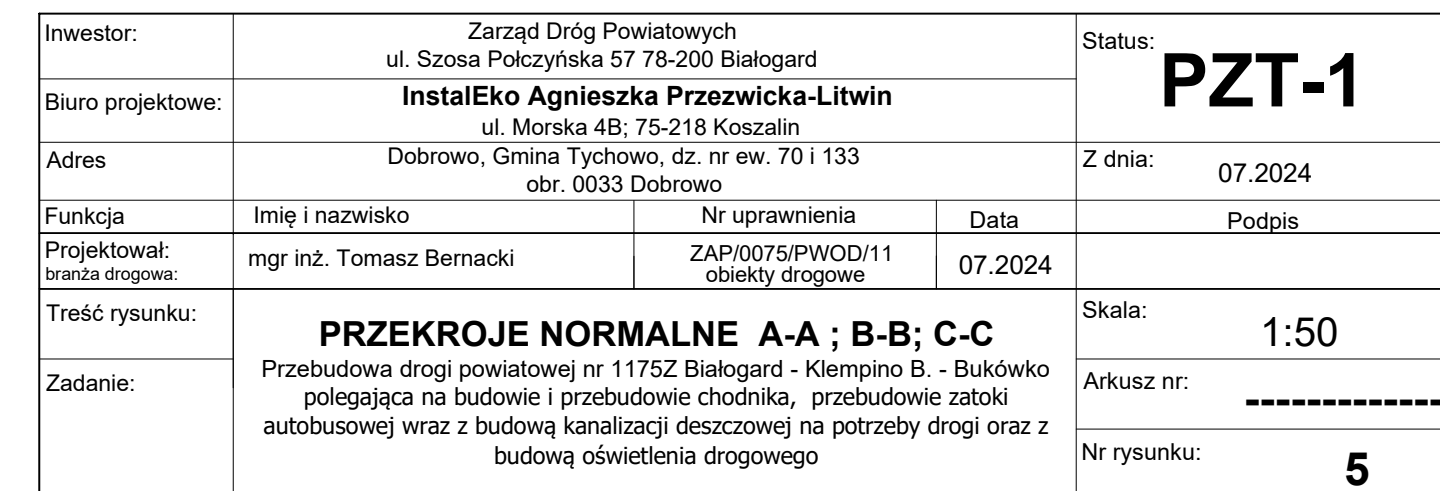 Inwestor:
Zarząd Dróg Powiatowych
ul. Szosa Połczyńska 57 78-200 Białogard
Status:
PZT-1
Biuro projektowe:
InstalEko Agnieszka Przezwicka-Litwin
ul. Morska 4B; 75-218 Koszalin
Adres
Dobrowo, Gmina Tychowo, dz. nr ew. 70 i 133
obr. 0033 Dobrowo
Z dnia:
07.2024
Funkcja
Imię i nazwisko
Nr uprawnienia
Data
Podpis
Projektował:
branża drogowa:
mgr inż. Tomasz Bernacki
ZAP/0075/PWOD/11
obiekty drogowe
07.2024
Treść rysunku:
PRZEKROJE NORMALNE A-A ; B-B; C-C
Skala:
1:50
Zadanie:
Przebudowa drogi powiatowej nr 1175Z Białogard - Klempino B. - Bukówko
polegająca na budowie i przebudowie chodnika, przebudowie zatoki
autobusowej wraz z budową kanalizacji deszczowej na potrzeby drogi oraz z
budową oświetlenia drogowego
Arkusz nr:
-------------
Nr rysunku:
5